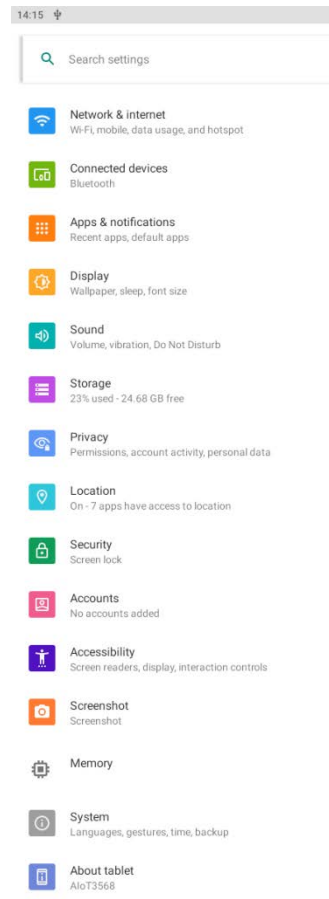 14:15
Search settings
Network & internet
Wi-Fi, mobile, data usage, and hotspot
Connected devices
Bluetooth
Apps & notifications
Recent apps, default apps
Display
Wallpaper, sleep, font size
Sound
Volume, vibration, Do Not Disturb
Storage
23% used - 24.68 GB free
Privacy
Permissions, account activity, personal data
Location
On - 7 apps have access to location
Security
Screen lock
Accounts
No accounts added
Accessibility
Screen readers, display, interaction controls
Screenshot
Screenshot
Memory
System
Languages, gestures, time, backup
About tablet
AIoT3568